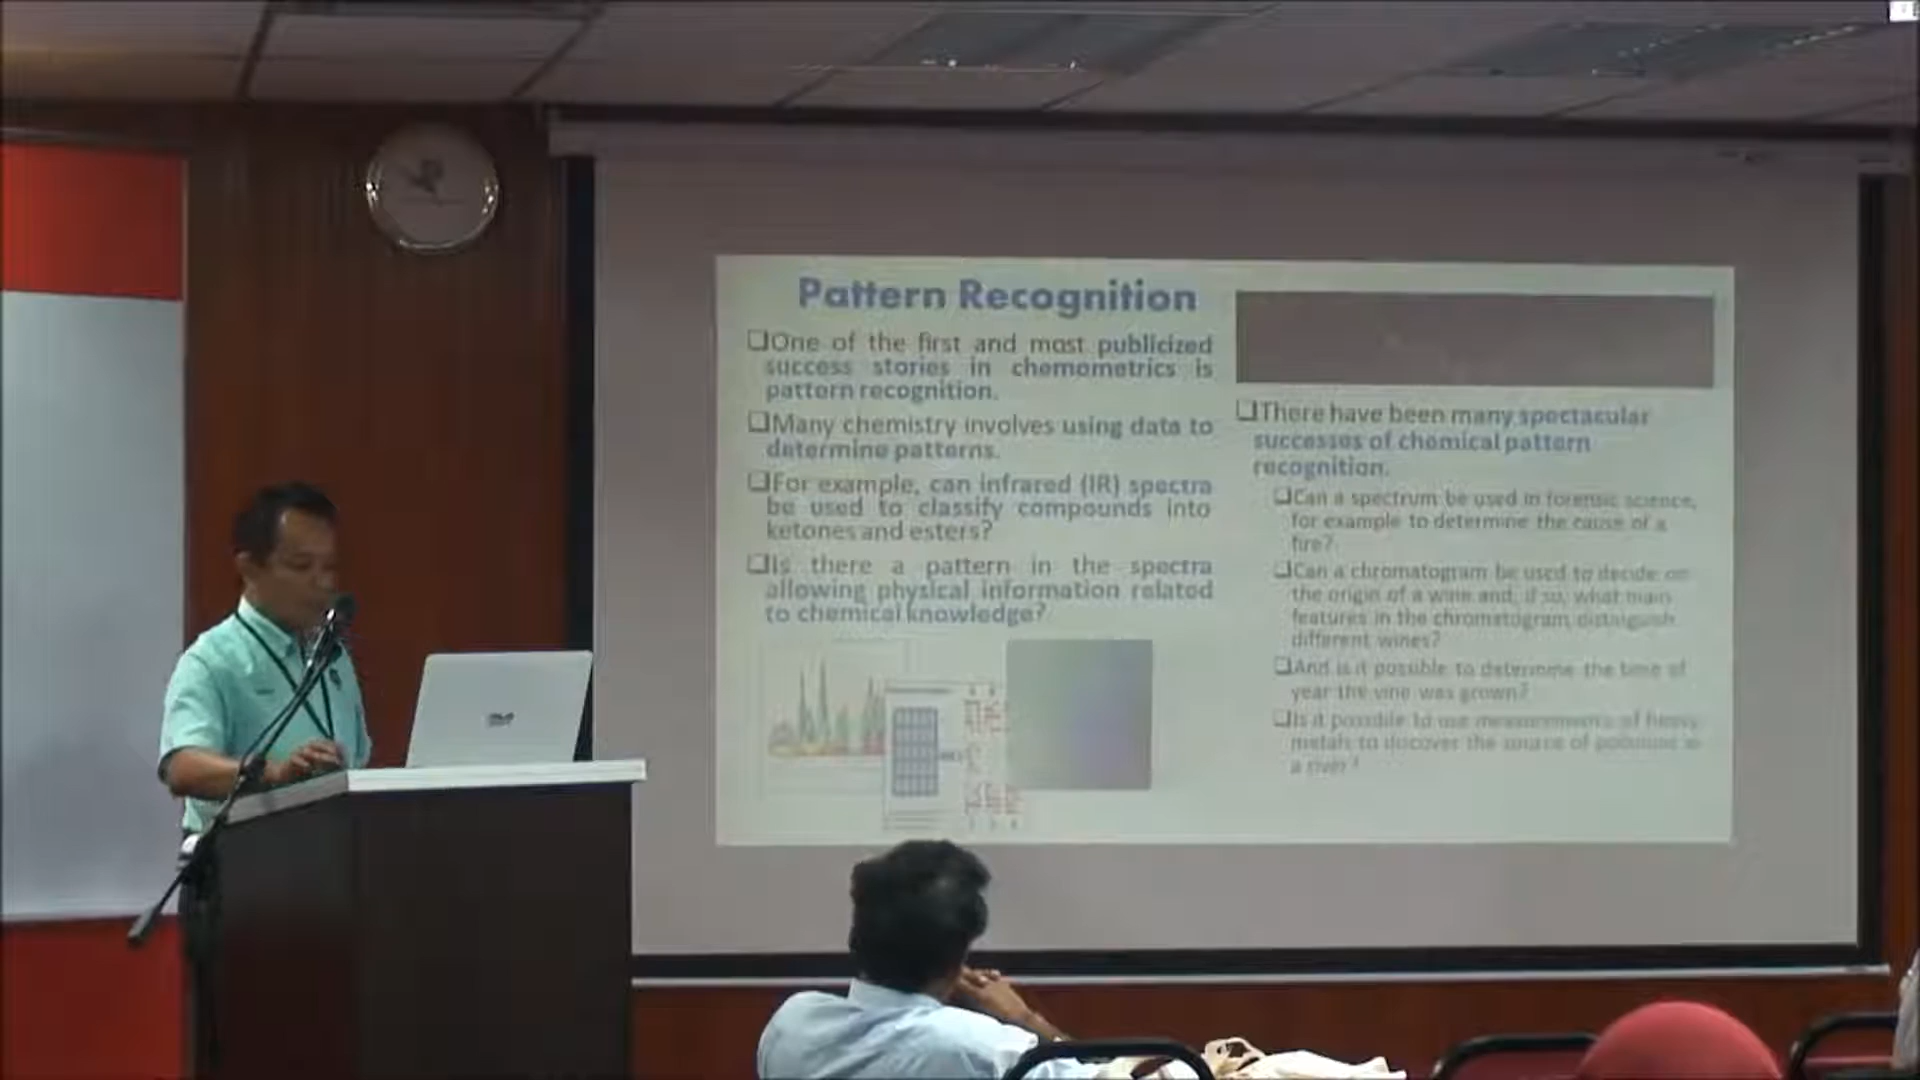 Pattern Recognition
❑One of the first and most publicized
success stories in chemometrics is
pattern recognition.
❑Many chemistry involves using data to
determine patterns.
❑For example, can infrared (IR) spectra
be used to classify compounds into
ketones and esters?
❑Is there a pattern in the spectra
allowing physical information related
to chemical knowledge?
❑There have been many spectacular
successes of chemical pattern
recognition.
❑Can a spectrum be used in forensic science,
for example to determine the cause of a
fire?
❑Can a chromatogram be used to decide on
the origin of a wine and, if so, what main
features in the chromatogram distinguish
different wines?
❑And is it possible to determine the time of
year the vine was grown?
❑Is it possible to use measurements of heavy
metals to discover the source of pollution in
a river?